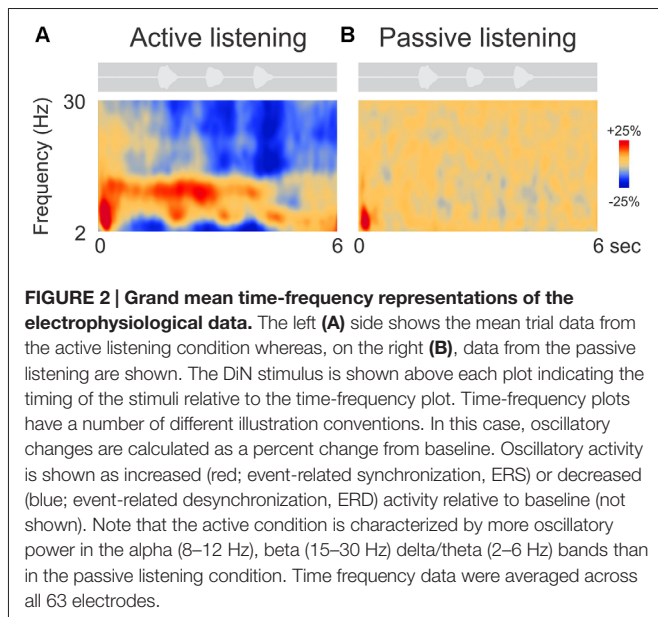 A Active listening B Passive listening
30
Frequency (Hz)
+25%
-25%
2
0 6 0 6 sec
FIGURE 2 | Grand mean time-frequency representations of the
electrophysiological data. The left (A) side shows the mean trial data from
the active listening condition whereas, on the right (B), data from the passive
listening are shown. The DiN stimulus is shown above each plot indicating the
timing of the stimuli relative to the time-frequency plot. Time-frequency plots
have a number of different illustration conventions. In this case, oscillatory
changes are calculated as a percent change from baseline. Oscillatory activity
is shown as increased (red; event-related synchronization, ERS) or decreased
(blue; event-related desynchronization, ERD) activity relative to baseline (not
shown). Note that the active condition is characterized by more oscillatory
power in the alpha (8–12 Hz), beta (15–30 Hz) delta/theta (2–6 Hz) bands than
in the passive listening condition. Time frequency data were averaged across
all 63 electrodes.